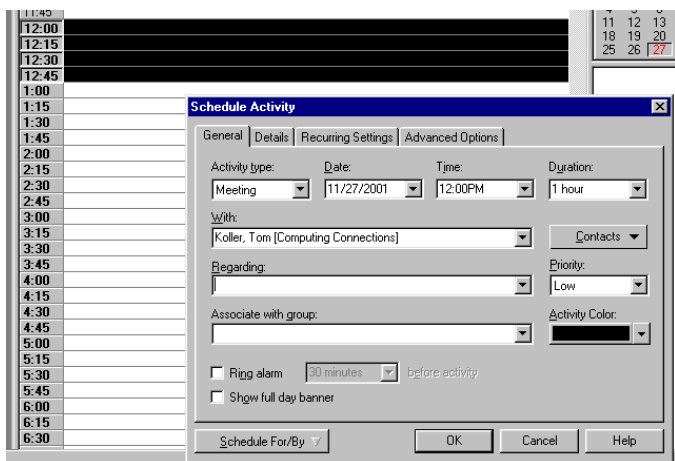 11:45
12:00
12:15
12:30
12:45
1:00
1:15
1:30
1:45
2:00
2:15
2:30
2:45
3:00
3:15
3:30
3:45
4:00
4:15
4:30
4:45
5:00
5:15
5:30
5:45
6:00
6:15
6:30
11 12 13
18 19 20
25 26 27
Schedule Activity
General Details Recurring Settings Advanced Options
Activity type: Date: Time: Duration:
Meeting 11/27/2001 12:00PM 1 hour
With:
Koller, Tom [Computing Connections] Contacts
Regarding: Priority:
Low
Associate with group: Activity Color:
Ring alarm 30 minutes before activity
Show full day banner
Schedule For/By OK Cancel Help